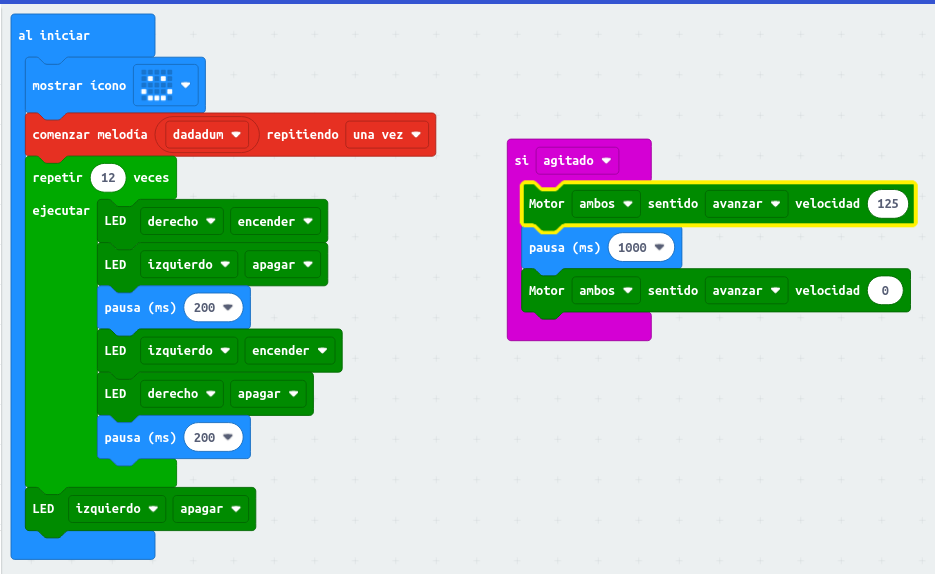 al iniciar
mostrar ícono
comenzar melodía dadadum repitiendo una vez
repetir 12 veces
ejecutar
LED derecho encender
LED izquierdo apagar
pausa (ms) 200
LED izquierdo encender
LED derecho apagar
pausa (ms) 200
LED izquierdo apagar
si agitado
Motor ambos sentido avanzar velocidad 125
pausa (ms) 1000
Motor ambos sentido avanzar velocidad 0